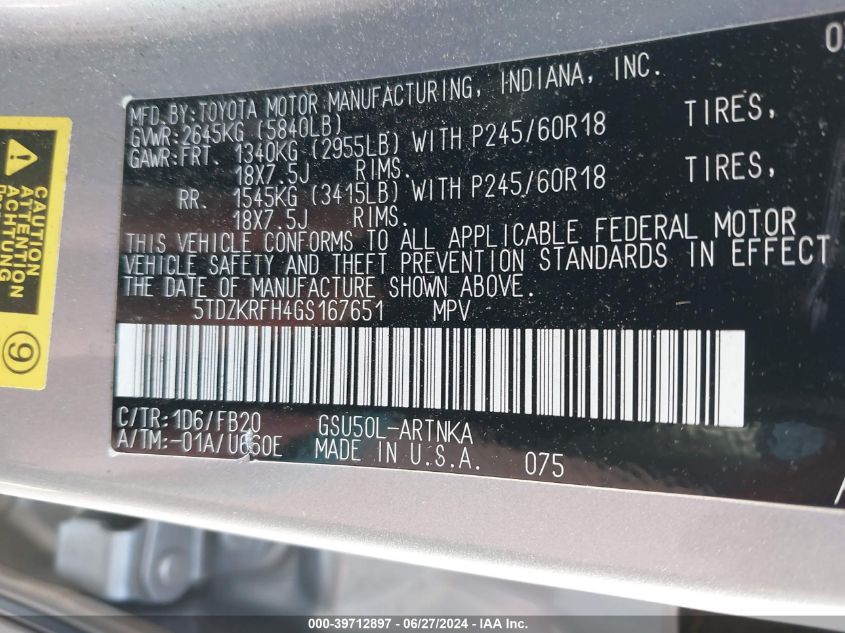 07
MFD.BY:TOYOTA MOTOR MANUFACTURING, INDIANA, INC.
GVWR:2645KG (5840LB)
GAWR:FRT. 1340KG (2955LB) WITH P245/60R18 TIRES,
18X7.5J RIMS.
RR. 1545KG (3415LB) WITH P245/60R18 TIRES,
18X7.5J RIMS.
THIS VEHICLE CONFORMS TO ALL APPLICABLE FEDERAL MOTOR
VEHICLE SAFETY AND THEFT PREVENTION STANDARDS IN EFFECT
THE DATE OF MANUFACTURE SHOWN ABOVE.
5TDZKRFH4GS167651 MPV
C/TR:1D6/FB20 GSU50L-ARTNKA
A/TM:-01A/U660E MADE IN U.S.A. 075
CAUTION
ATTENTION
ACHTUNG
9
000-39712897 - 06/27/2024 - IAA Inc.